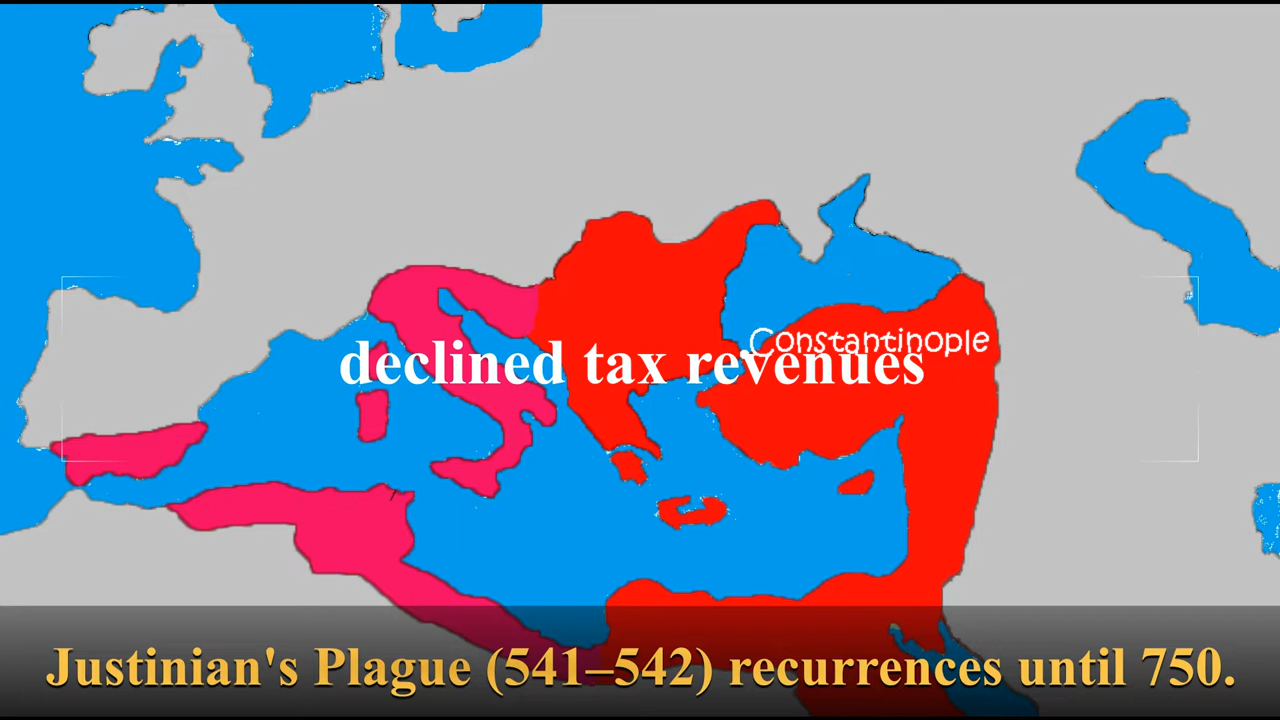 Constantinople
declined tax revenues
Justinian's Plague (541–542) recurrences until 750.